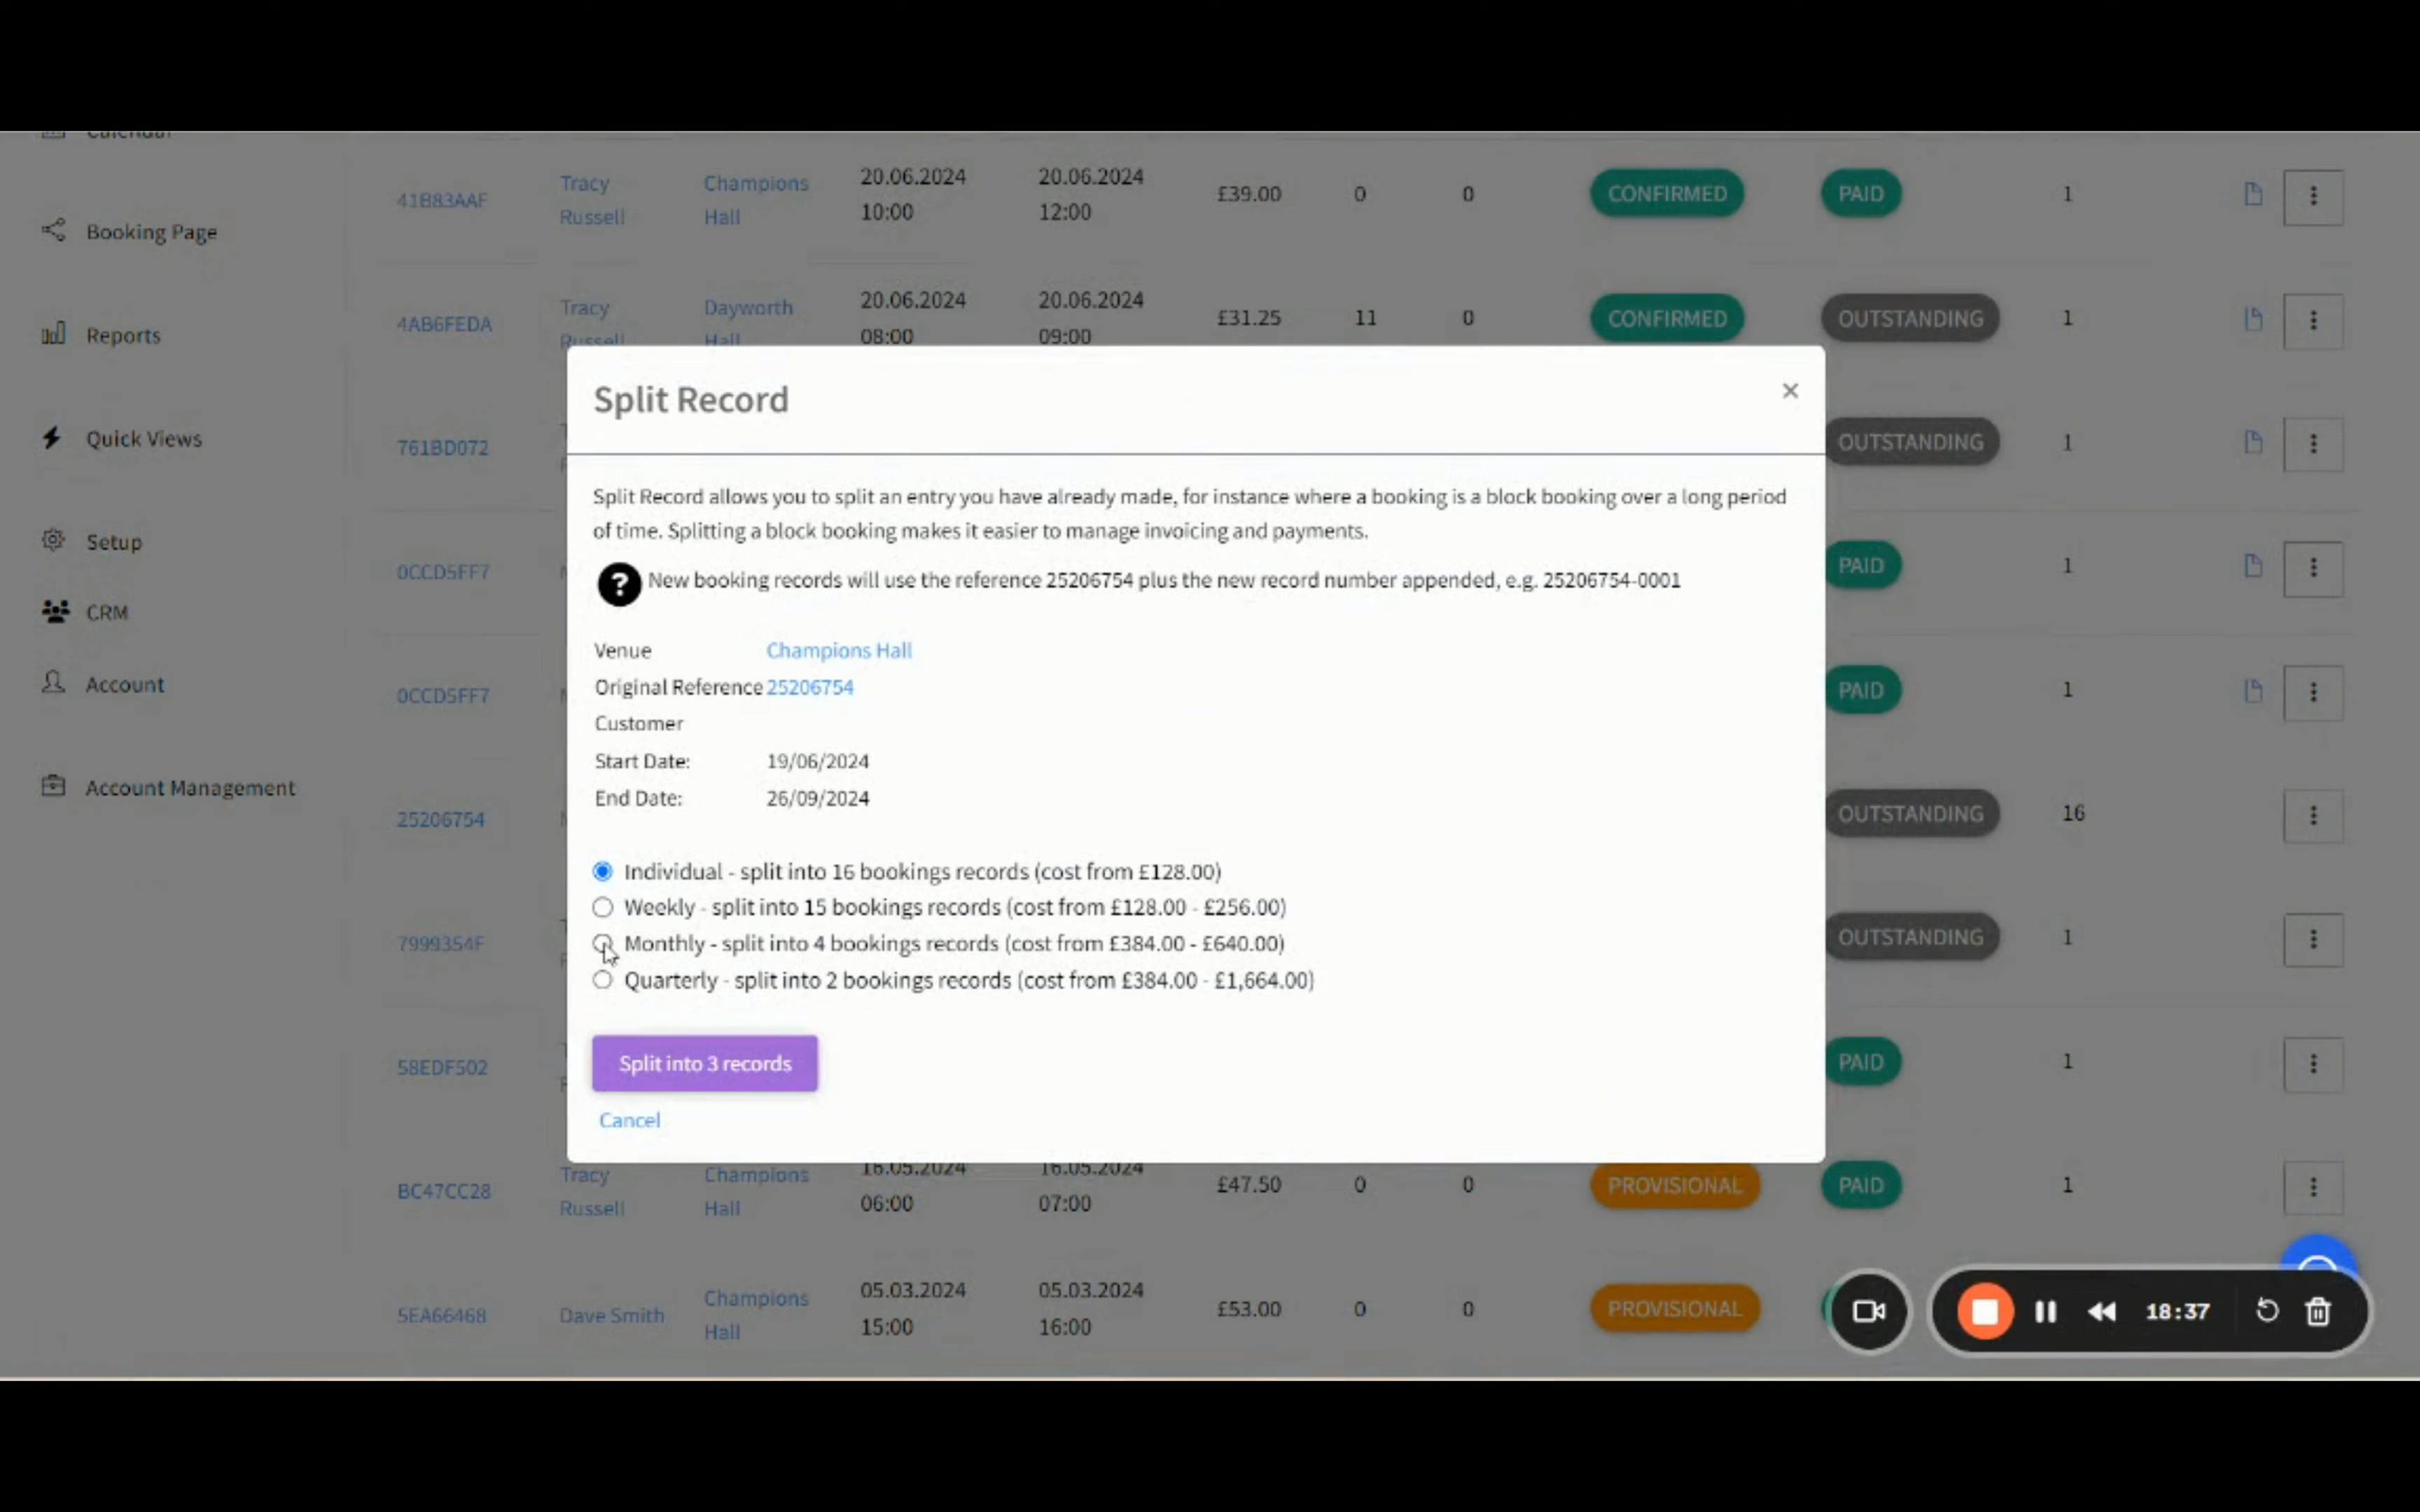 Calendar
Booking Page
Reports
Quick Views
Setup
CRM
Account
Account Management
41B83AAF Tracy Russell Champions Hall 20.06.2024 10:00 20.06.2024 12:00 £39.00 0 0 CONFIRMED PAID 1
4AB6FEDA Tracy Russell Dayworth Hall 20.06.2024 08:00 20.06.2024 09:00 £31.25 11 0 CONFIRMED OUTSTANDING 1
761BD072 OUTSTANDING 1
0CCD5FF7 PAID 1
0CCD5FF7 PAID 1
25206754 OUTSTANDING 16
7999354F OUTSTANDING 1
58EDF502 PAID 1
Split Record
×
Split Record allows you to split an entry you have already made, for instance where a booking is a block booking over a long period
of time. Splitting a block booking makes it easier to manage invoicing and payments.
? New booking records will use the reference 25206754 plus the new record number appended, e.g. 25206754-0001
Venue Champions Hall
Original Reference 25206754
Customer
Start Date: 19/06/2024
End Date: 26/09/2024
Individual - split into 16 bookings records (cost from £128.00)
Weekly - split into 15 bookings records (cost from £128.00 - £256.00)
Monthly - split into 4 bookings records (cost from £384.00 - £640.00)
Quarterly - split into 2 bookings records (cost from £384.00 - £1,664.00)
Split into 3 records
Cancel
BC47CC28 Tracy Russell Champions Hall 16.05.2024 06:00 16.05.2024 07:00 £47.50 0 0 PROVISIONAL PAID 1
5EA66468 Dave Smith Champions Hall 05.03.2024 15:00 05.03.2024 16:00 £53.00 0 0 PROVISIONAL
18:37